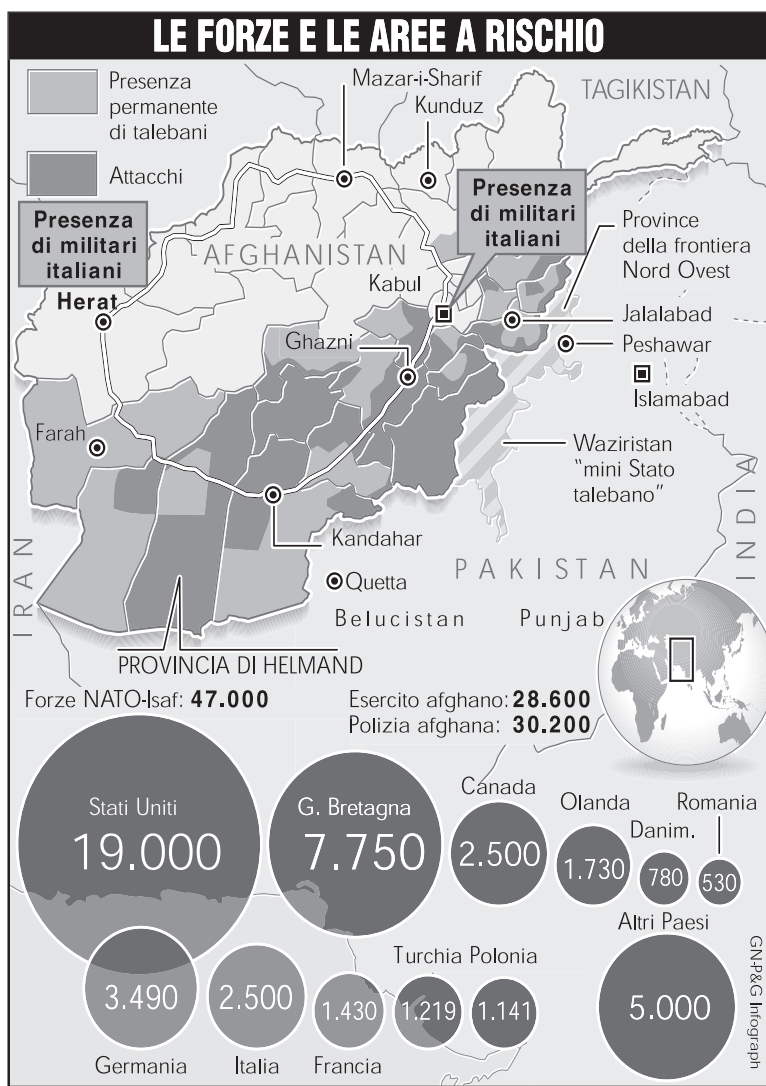 LE FORZE E LE AREE A RISCHIO
Presenza
permanente
di talebani
Attacchi
Mazar-i-Sharif
Kunduz
TAGIKISTAN
Presenza
di militari
italiani
Presenza
di militari
italiani
Province
della frontiera
Nord Ovest
AFGHANISTAN
Kabul
Herat
Jalalabad
Ghazni
Peshawar
Islamabad
Farah
Waziristan
“mini Stato
talebano”
INDIA
IRAN
Kandahar
PAKISTAN
Quetta
Belucistan
Punjab
PROVINCIA DI HELMAND
Forze NATO-Isaf: 47.000
Esercito afghano: 28.600
Polizia afghana: 30.200
Stati Uniti
19.000
G. Bretagna
7.750
Canada
2.500
Olanda
1.730
Danim.
780
Romania
530
Altri Paesi
5.000
3.490
Germania
2.500
Italia
1.430
Francia
Turchia Polonia
1.219
1.141
GN-P&G Infograph